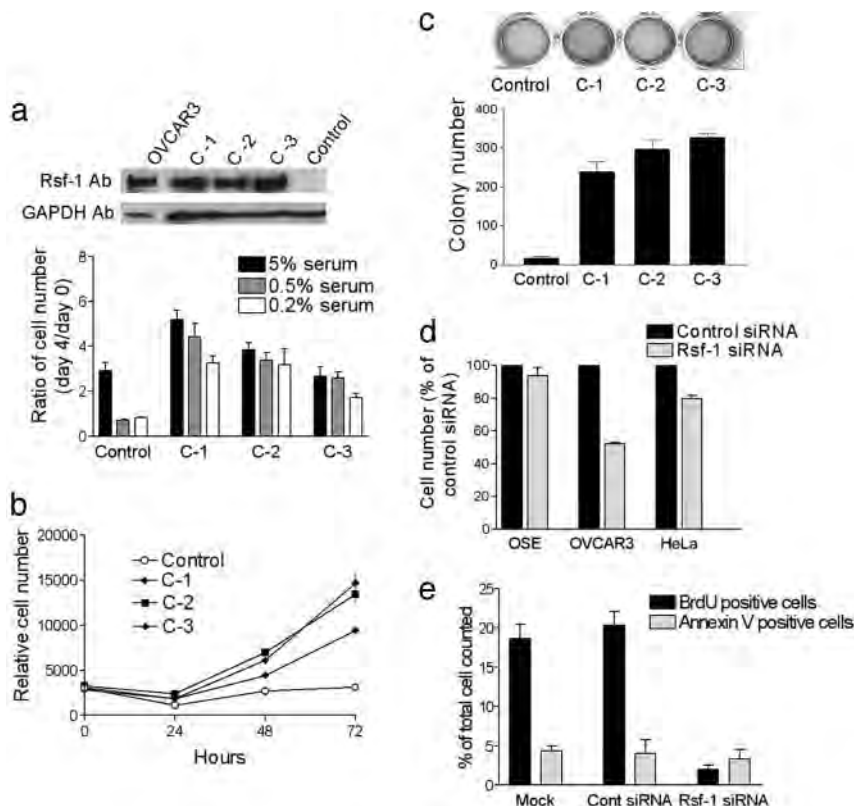 a
OVCAR3 C-1 C-2 C-3 Control
Rsf-1 Ab
GAPDH Ab
Ratio of cell number
(day 4/day 0)
8
6
4
2
0
5% serum
0.5% serum
0.2% serum
Control C-1 C-2 C-3
b
Relative cell number
20000
15000
10000
5000
0
Control
C-1
C-2
C-3
0 24 48 72
Hours
c
Control C-1 C-2 C-3
Colony number
400
300
200
100
0
Control C-1 C-2 C-3
d
Control siRNA
Rsf-1 siRNA
Cell number (% of
control siRNA)
100
80
60
40
20
0
OSE OVCAR3 HeLa
e
% of total cell counted
25
20
15
10
5
0
BrdU positive cells
Annexin V positive cells
Mock Cont siRNA Rsf-1 siRNA